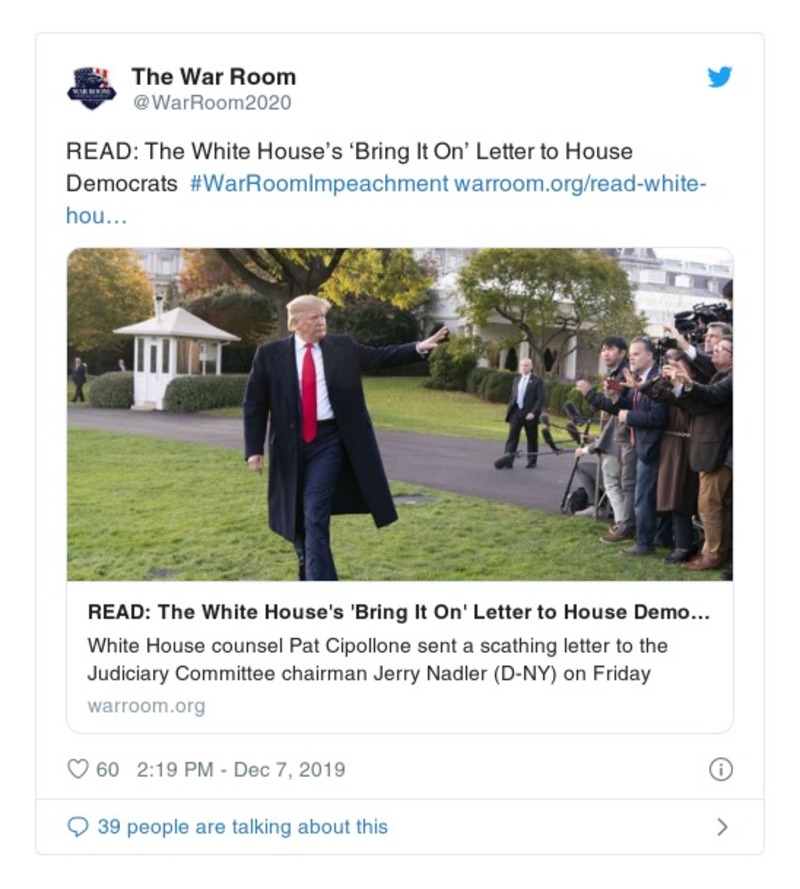 The War Room
@WarRoom2020
READ: The White House’s ‘Bring It On’ Letter to House
Democrats #WarRoomImpeachment warroom.org/read-white-
hou…
READ: The White House's 'Bring It On' Letter to House Demo…
White House counsel Pat Cipollone sent a scathing letter to the
Judiciary Committee chairman Jerry Nadler (D-NY) on Friday
warroom.org
60 2:19 PM - Dec 7, 2019
39 people are talking about this